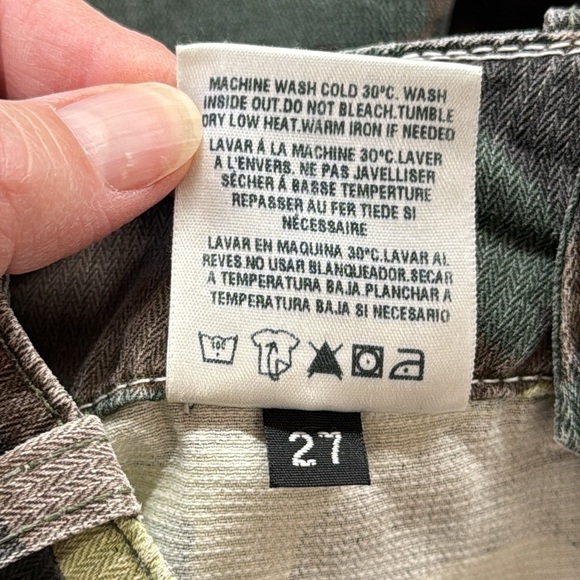 MACHINE WASH COLD 30°C. WASH
INSIDE OUT.DO NOT BLEACH.TUMBLE
DRY LOW HEAT.WARM IRON IF NEEDED
LAVAR Á LA MACHINE 30°C.LAVER
A L'ENVERS. NE PAS JAVELLISER
SÉCHER Á BASSE TEMPERTURE
REPASSER AU FER TIEDE SI
NÉCESSAIRE
LAVAR EN MAQUINA 30°C.LAVAR AL
REVES.NO USAR BLANQUEADOR.SECAR
A TEMPERATURA BAJA.PLANCHAR A
TEMPERATURA BAJA SI NECESARIO
27